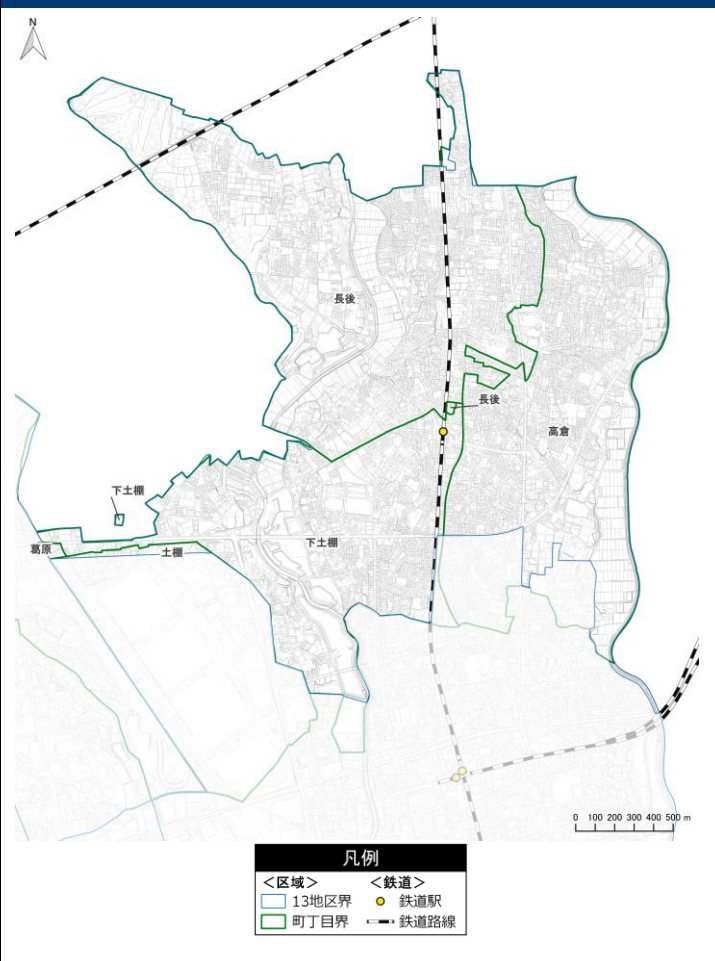 N
長後
長後
高倉
下土棚
葛原
土棚
下土棚
0 100 200 300 400 500 m
凡例
<区域> <鉄道>
13地区界 鉄道駅
町丁目界 鉄道路線